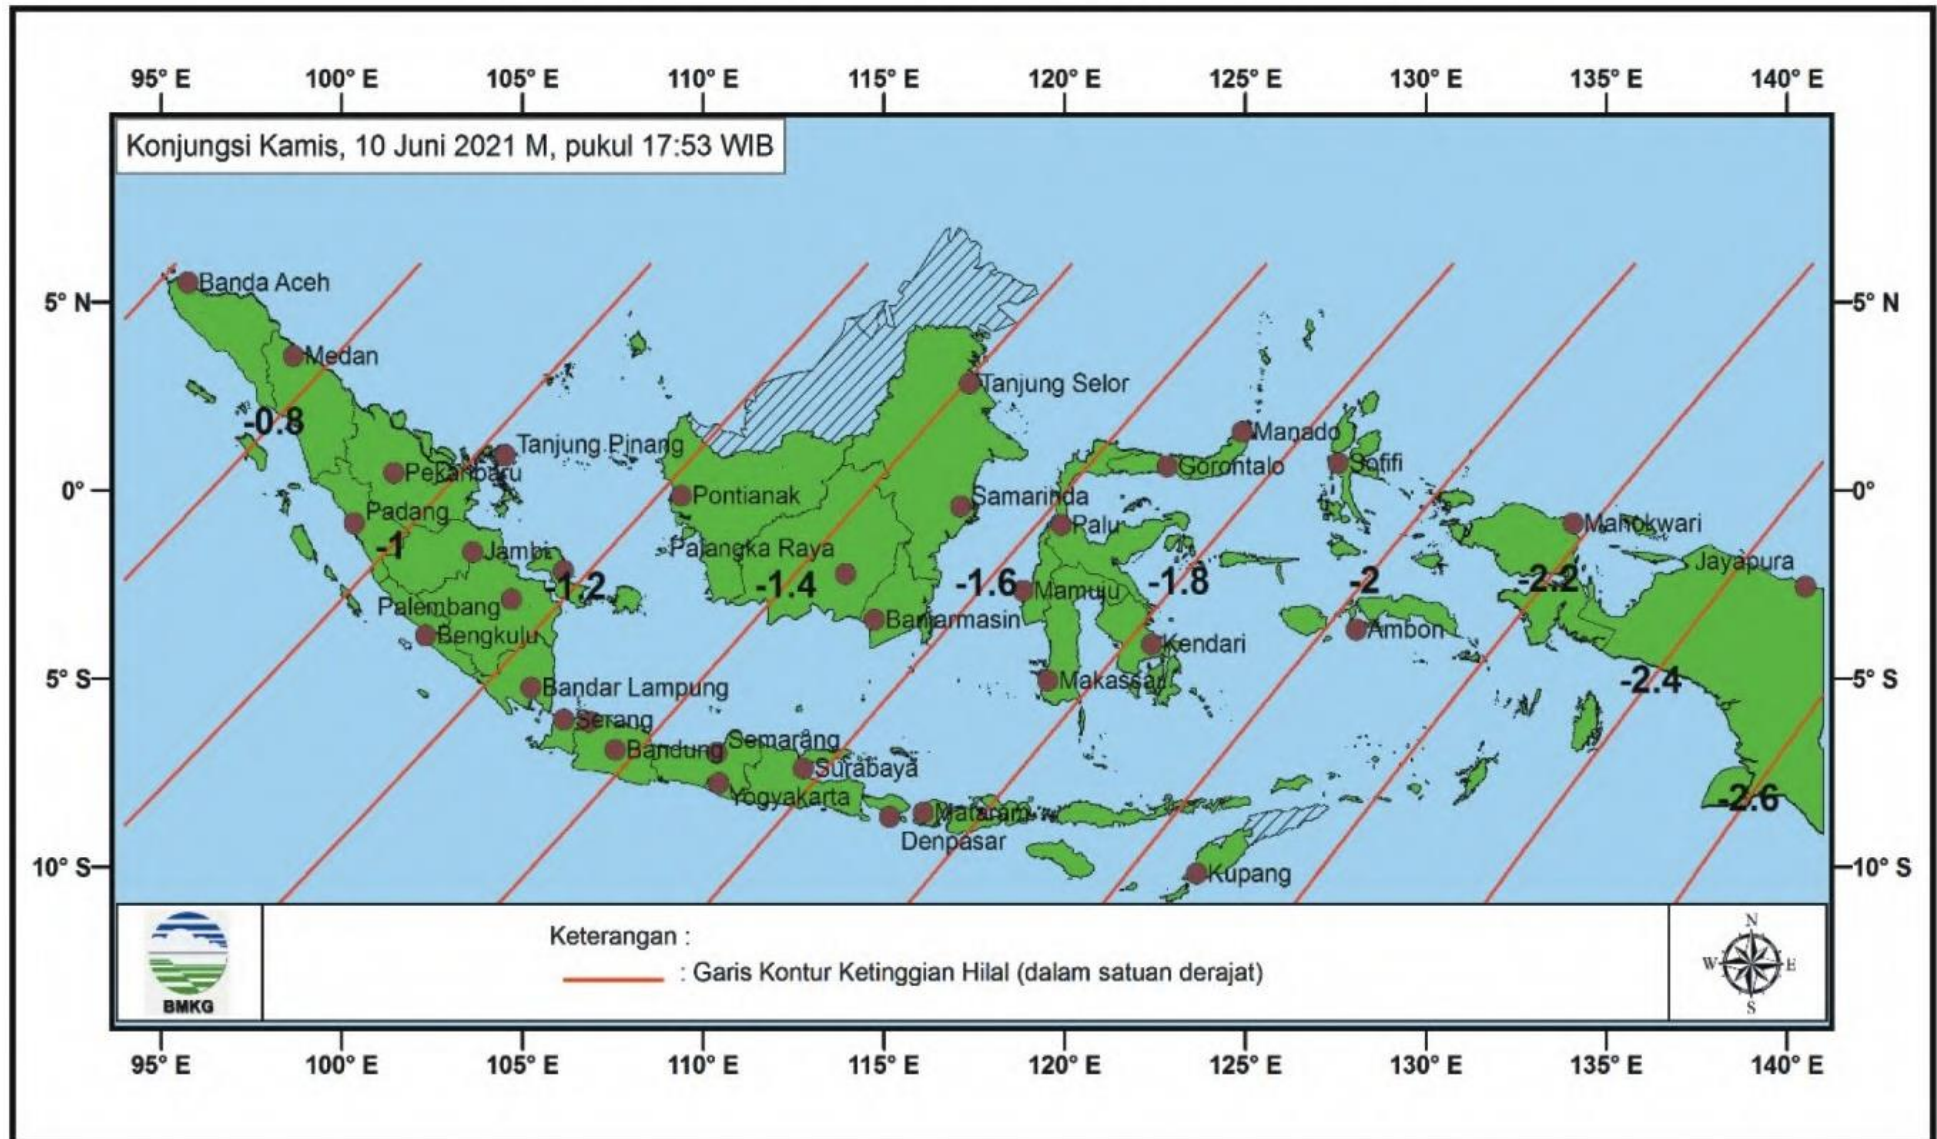 95° E 100° E 105° E 110° E 115° E 120° E 125° E 130° E 135° E 140° E
Konjungsi Kamis, 10 Juni 2021 M, pukul 17:53 WIB
Banda Aceh
5° N 5° N
Medan
Tanjung Selor
-0.8
Manado
Tanjung Pinang
Pekanbaru Gorontalo Sofifi
0° 0°
Pontianak Samarinda
Padang Palu Manokwari
-1 Jambi Palangka Raya Jayapura
-1.2 -1.4 -1.6 Mamuju -1.8 -2 -2.2
Palembang
Banjarmasin Ambon
Bengkulu Kendari
5° S 5° S
Makassar -2.4
Bandar Lampung
Serang
Semarang
Bandung
Surabaya
Yogyakarta -2.6
Mataram
Denpasar
10° S 10° S
Kupang
BMKG
Keterangan :
: Garis Kontur Ketinggian Hilal (dalam satuan derajat)
N
W E
S
95° E 100° E 105° E 110° E 115° E 120° E 125° E 130° E 135° E 140° E